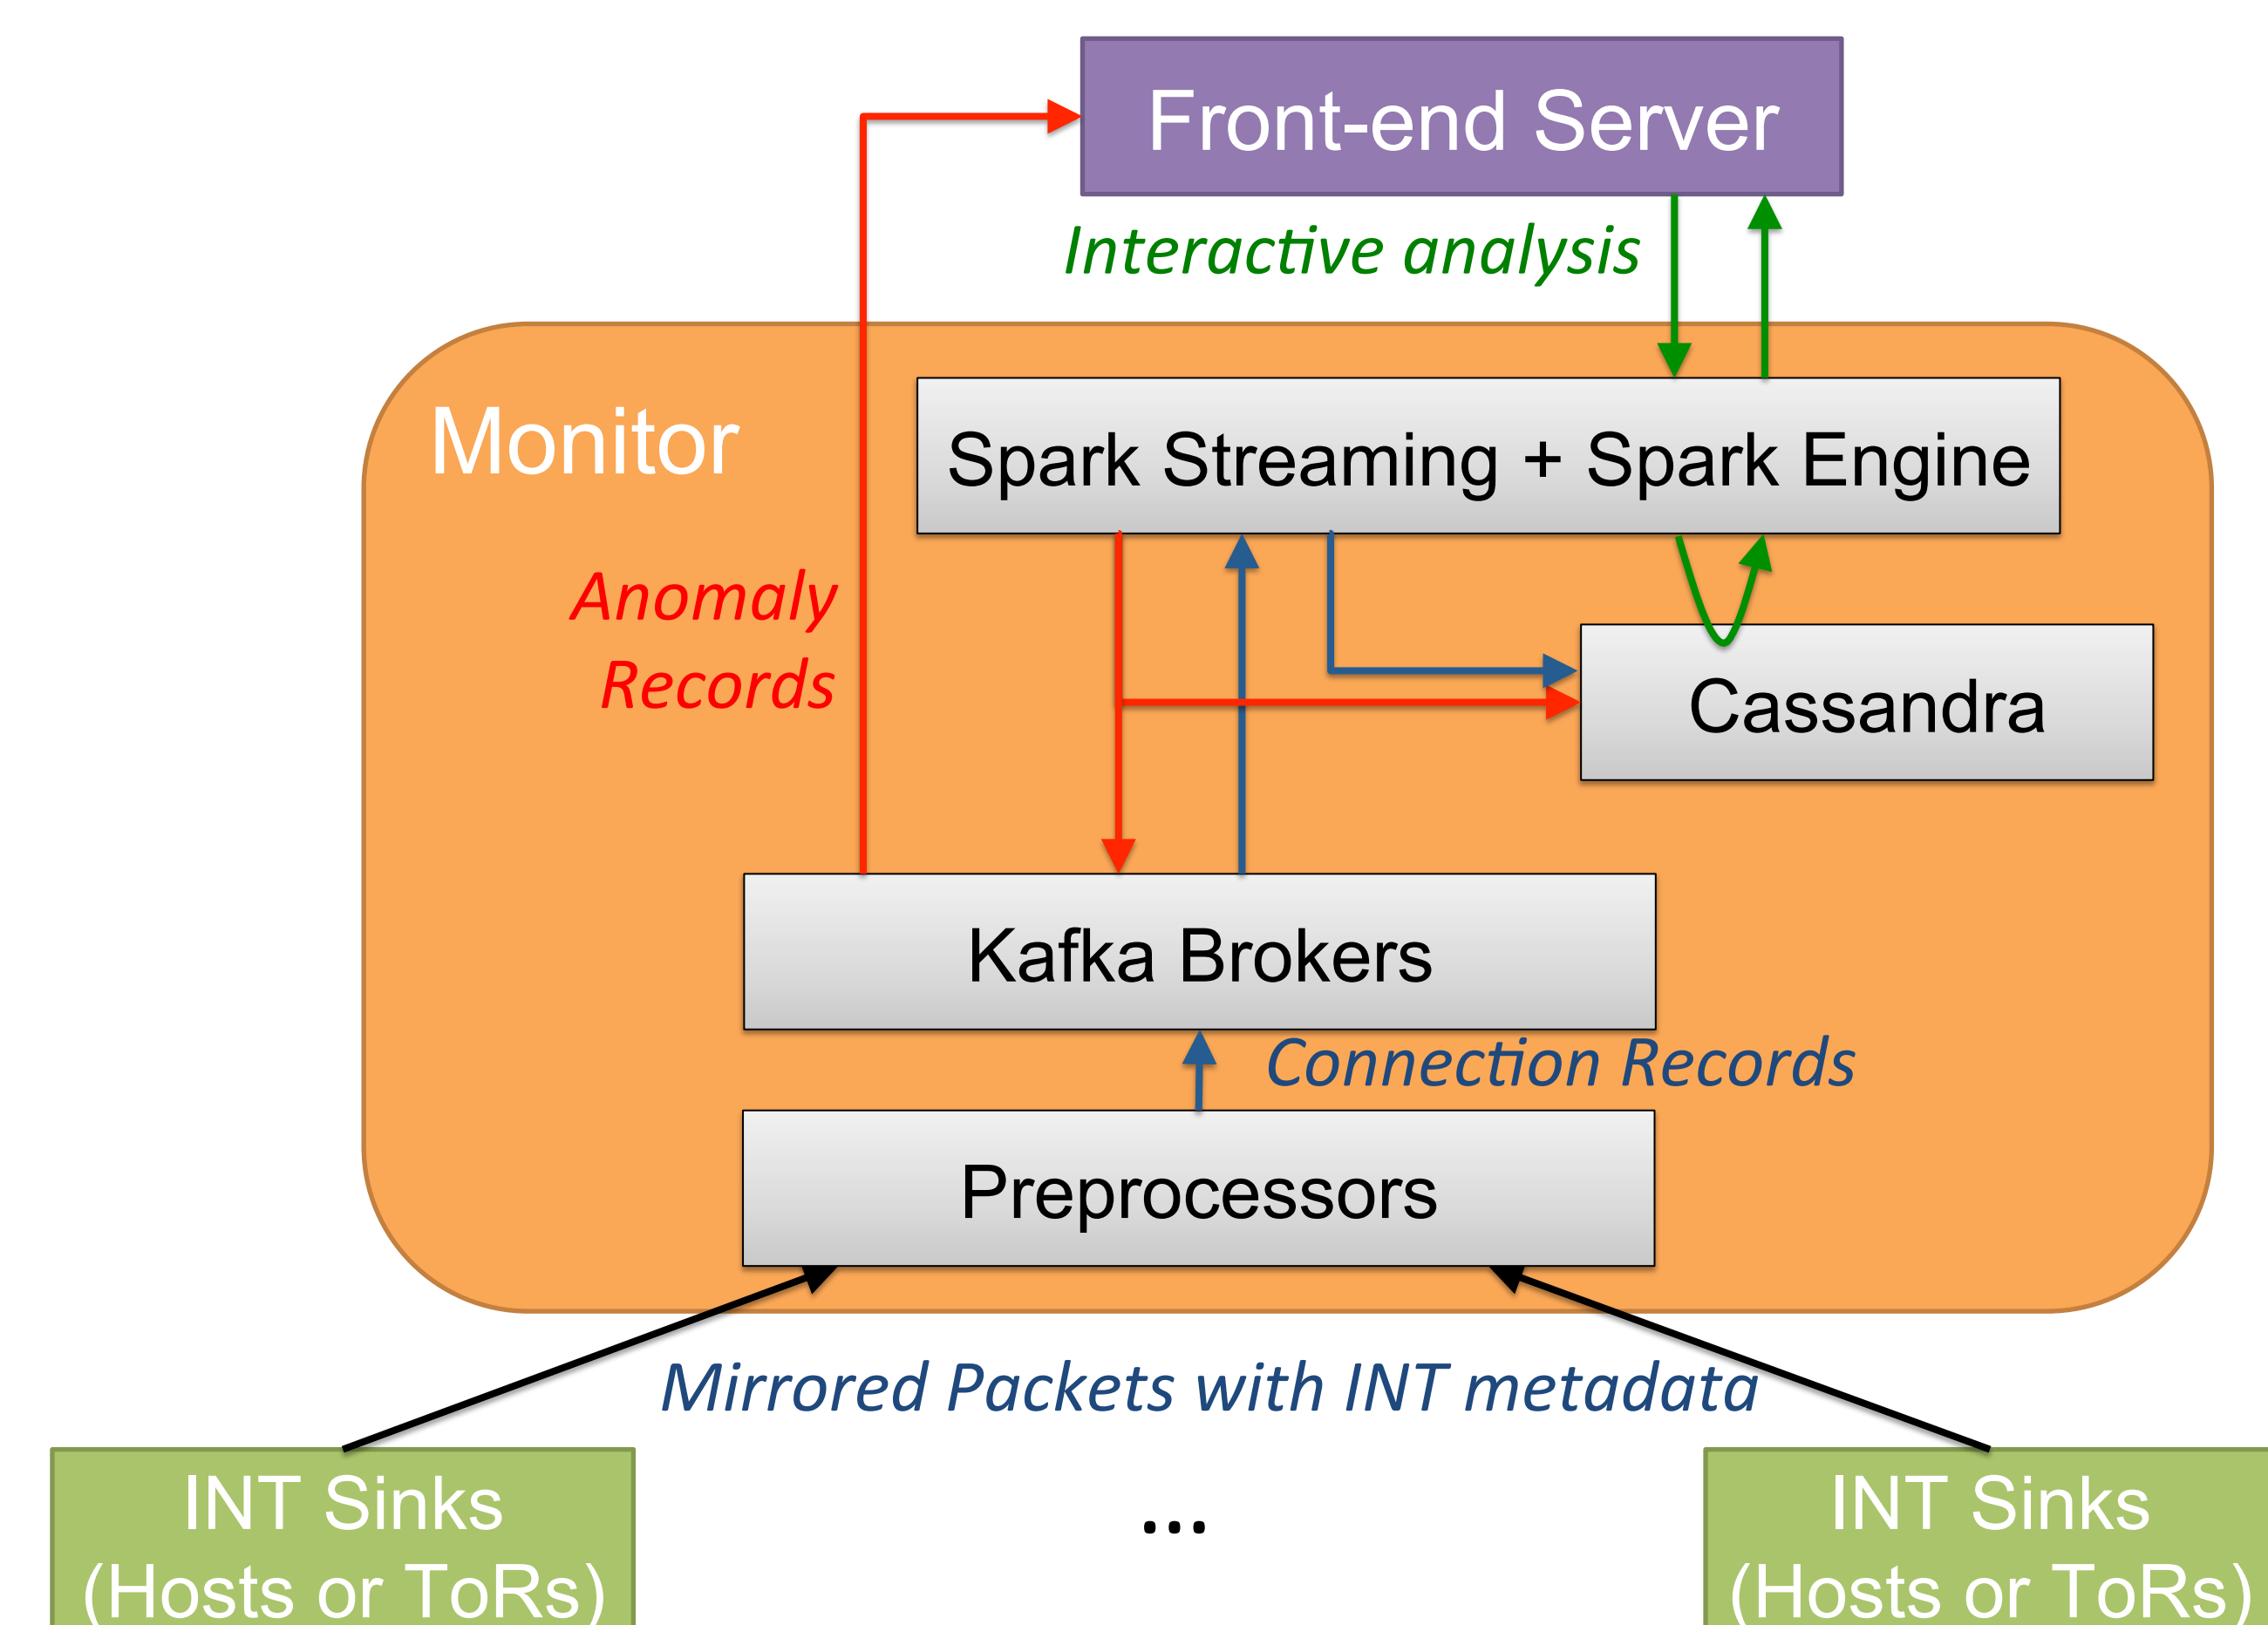 Front-end Server
Interactive analysis
Monitor
Spark Streaming + Spark Engine
Anomaly
Records
Cassandra
Kafka Brokers
Connection Records
Preprocessors
Mirrored Packets with INT metadata
INT Sinks
(Hosts or ToRs)
...
INT Sinks
(Hosts or ToRs)